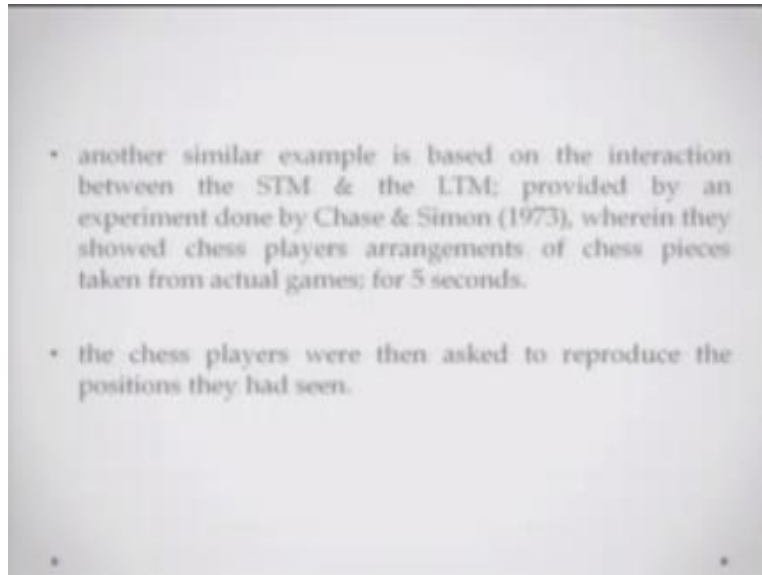 • another similar example is based on the interaction
between the STM & the LTM; provided by an
experiment done by Chase & Simon (1973), wherein they
showed chess players arrangements of chess pieces
taken from actual games; for 5 seconds.
• the chess players were then asked to reproduce the
positions they had seen.